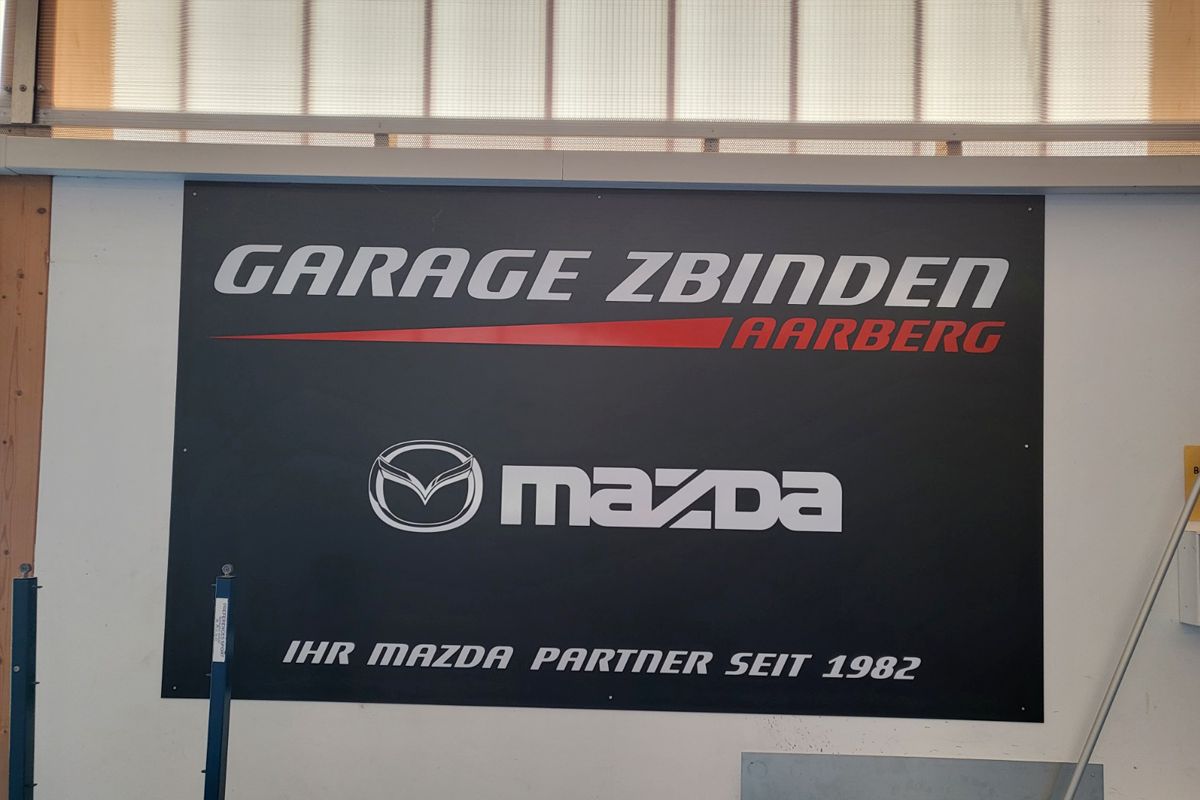 GARAGE ZBINDEN
AARBERG
mazda
IHR MAZDA PARTNER SEIT 1982